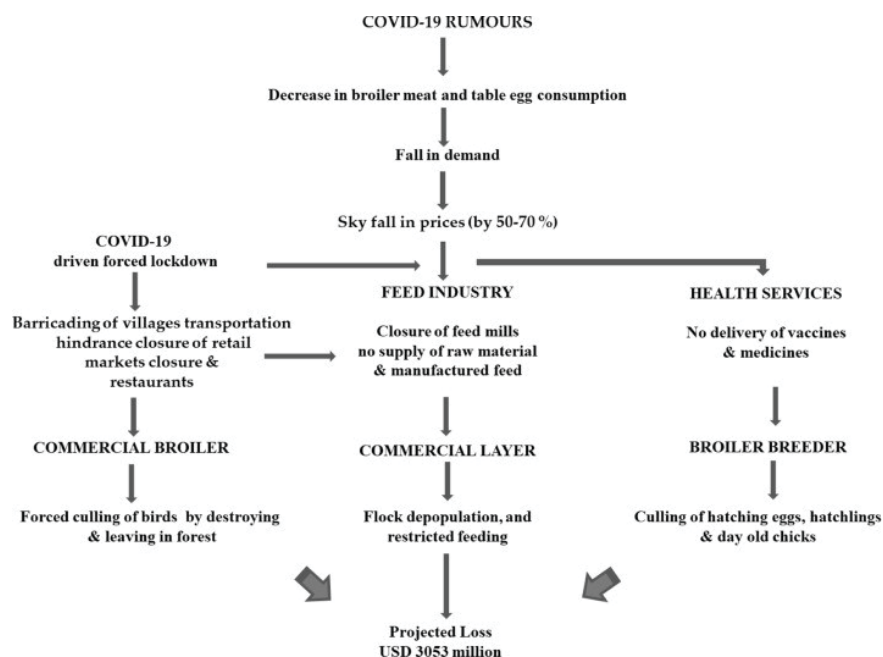 COVID-19 RUMOURS
Decrease in broiler meat and table egg consumption
Fall in demand
Sky fall in prices (by 50-70 %)
COVID-19
driven forced lockdown
FEED INDUSTRY
HEALTH SERVICES
Barricading of villages transportation
hindrance closure of retail
markets closure &
restaurants
Closure of feed mills
no supply of raw material
& manufactured feed
No delivery of vaccines
& medicines
COMMERCIAL BROILER
COMMERCIAL LAYER
BROILER BREEDER
Forced culling of birds by destroying
& leaving in forest
Flock depopulation, and
restricted feeding
Culling of hatching eggs, hatchlings
& day old chicks
Projected Loss
USD 3053 million